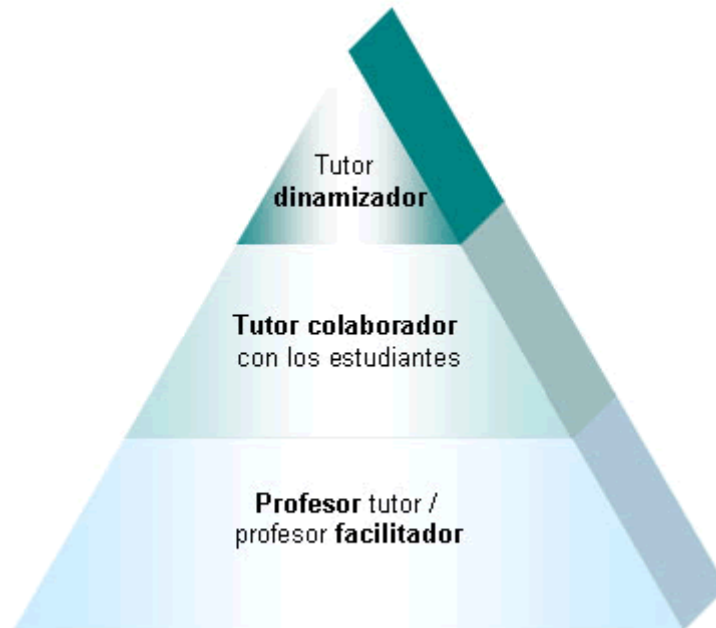 Tutor
dinamizador
Tutor colaborador
con los estudiantes
Profesor tutor /
profesor facilitador